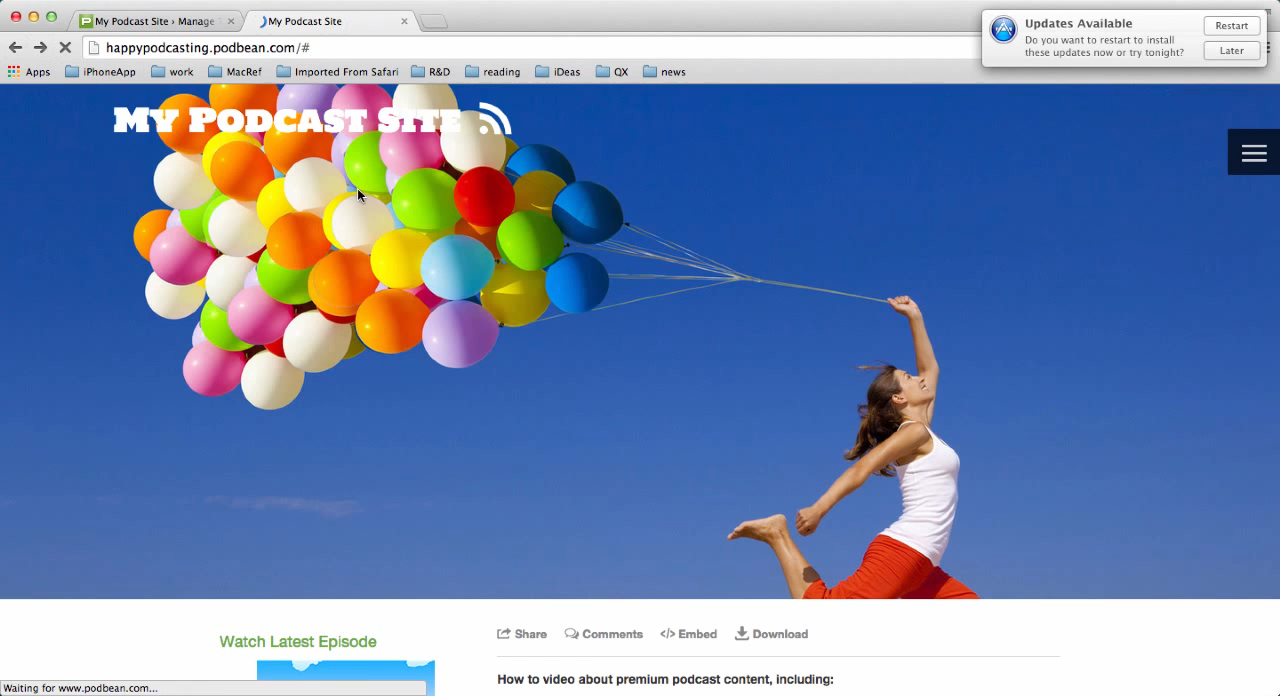 My Podcast Site › Manage
My Podcast Site
happypodcasting.podbean.com/#
Updates Available
Do you want to restart to install
these updates now or try tonight?
Restart
Later
Apps
iPhoneApp
work
MacRef
Imported From Safari
R&D
reading
iDeas
QX
news
My Podcast Site
Watch Latest Episode
Share
Comments
</> Embed
Download
How to video about premium podcast content, including:
Waiting for www.podbean.com...